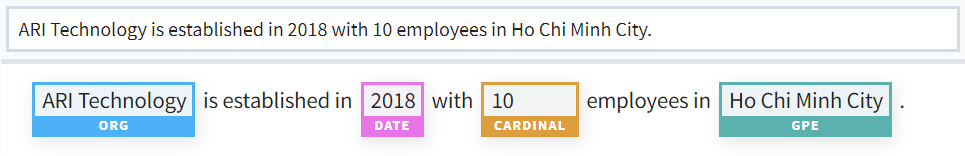 ARI Technology is established in 2018 with 10 employees in Ho Chi Minh City.
ARI Technology is established in 2018 with 10 employees in Ho Chi Minh City .
ORG DATE CARDINAL GPE